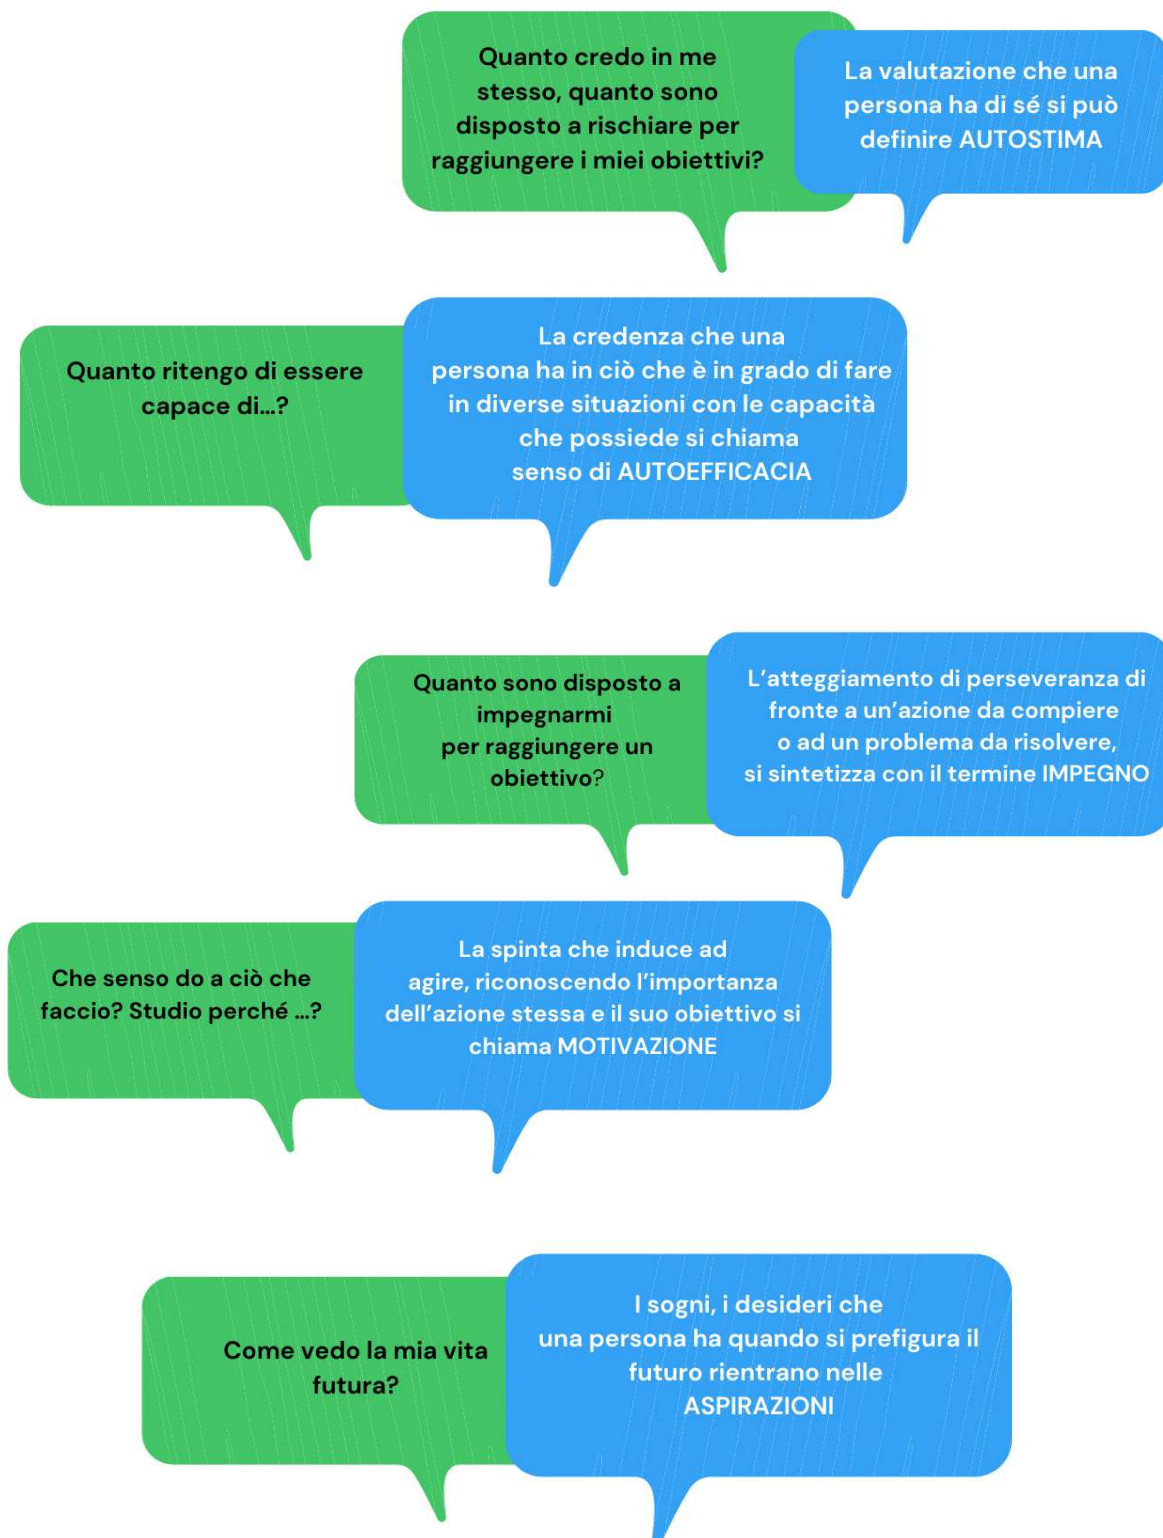 Quanto credo in me
stesso, quanto sono
disposto a rischiare per
raggiungere i miei obiettivi?
La valutazione che una
persona ha di sé si può
definire AUTOSTIMA
Quanto ritengo di essere
capace di...?
La credenza che una
persona ha in ciò che è in grado di fare
in diverse situazioni con le capacità
che possiede si chiama
senso di AUTOEFFICACIA
Quanto sono disposto a
impegnarmi
per raggiungere un
obiettivo?
L’atteggiamento di perseveranza di
fronte a un’azione da compiere
o ad un problema da risolvere,
si sintetizza con il termine IMPEGNO
Che senso do a ciò che
faccio? Studio perché ...?
La spinta che induce ad
agire, riconoscendo l’importanza
dell’azione stessa e il suo obiettivo si
chiama MOTIVAZIONE
Come vedo la mia vita
futura?
I sogni, i desideri che
una persona ha quando si prefigura il
futuro rientrano nelle
ASPIRAZIONI